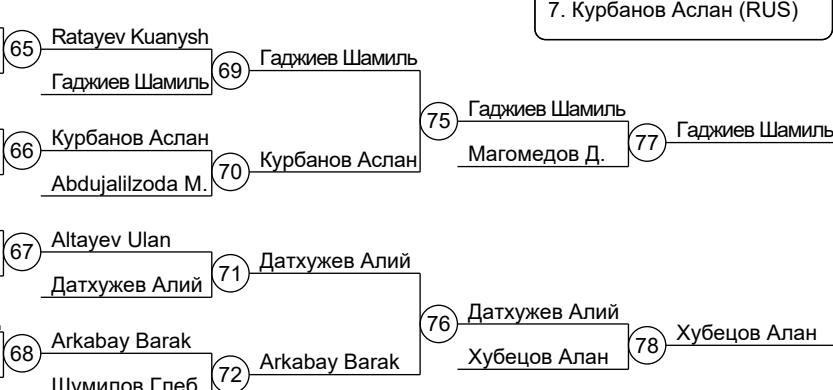 7. Курбанов Аслан (RUS)
65 Ratayev Kuanysh
Гаджиев Шамиль
69 Гаджиев Шамиль
66 Курбанов Аслан
Abdujalilzoda M.
70 Курбанов Аслан
75 Гаджиев Шамиль
Магомедов Д.
77 Гаджиев Шамиль
67 Altayev Ulan
Датхужев Алий
71 Датхужев Алий
68 Arkabay Barak
Шумилов Глеб
72 Arkabay Barak
76 Датхужев Алий
Хубецов Алан
78 Хубецов Алан